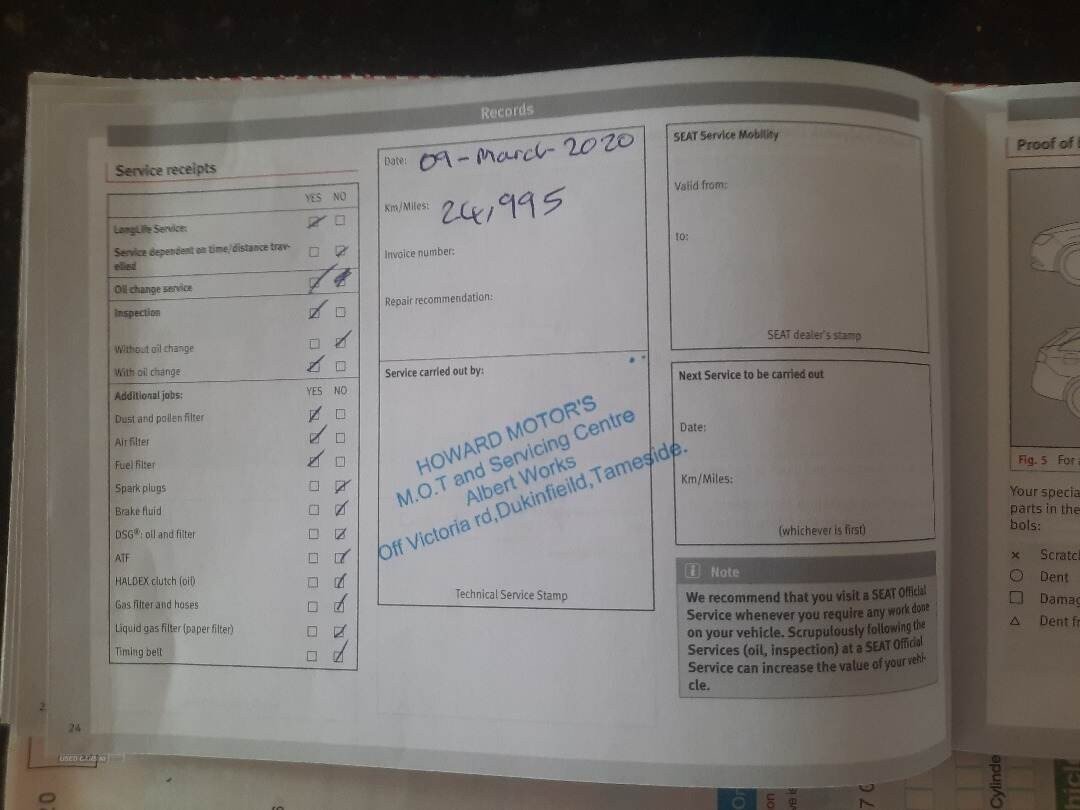 Records
Service receipts
YES NO
LongLife Service:
Service dependent on time/distance trav-
elled
Oil change service
Inspection
Without oil change
With oil change
Additional jobs: YES NO
Dust and pollen filter
Air filter
Fuel filter
Spark plugs
Brake fluid
DSG®: oil and filter
ATF
HALDEX clutch (oil)
Gas filter and hoses
Liquid gas filter (paper filter)
Timing belt
24
Date: 09-March-2020
Km/Miles: 24,995
Invoice number:
Repair recommendation:
Service carried out by:
HOWARD MOTOR'S
M.O.T and Servicing Centre
Albert Works
Off Victoria rd,Dukinfieild,Tameside.
Technical Service Stamp
SEAT Service Mobility
Valid from:
to:
SEAT dealer's stamp
Next Service to be carried out
Date:
Km/Miles:
(whichever is first)
i Note
We recommend that you visit a SEAT Official
Service whenever you require any work done
on your vehicle. Scrupulously following the
Services (oil, inspection) at a SEAT Official
Service can increase the value of your vehi-
cle.
Proof of
Fig. 5 For
Your specia
parts in the
bols:
Scratc
Dent
Damag
Dent fr